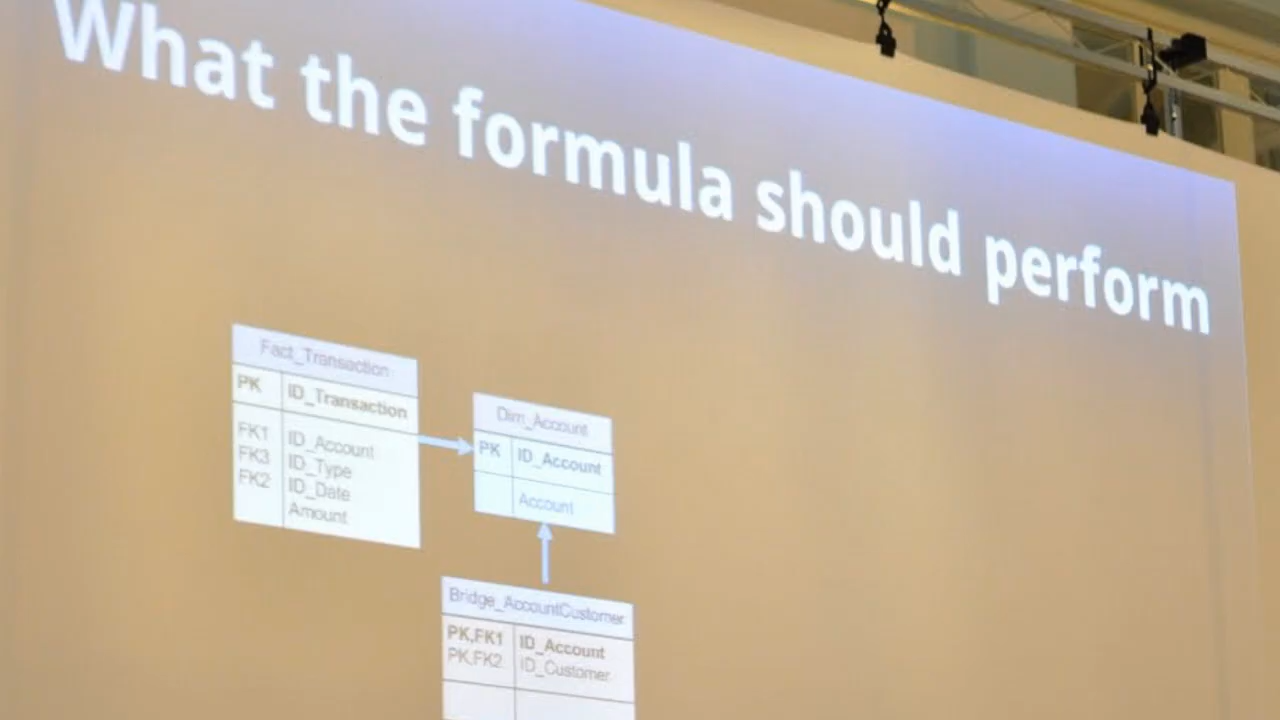 What the formula should perform
Fact_Transaction
PK ID_Transaction
FK1 ID_Account
FK3 ID_Type
FK2 ID_Date
Amount
Dim_Account
PK ID_Account
Account
Bridge_AccountCustomer
PK,FK1 ID_Account
PK,FK2 ID_Customer